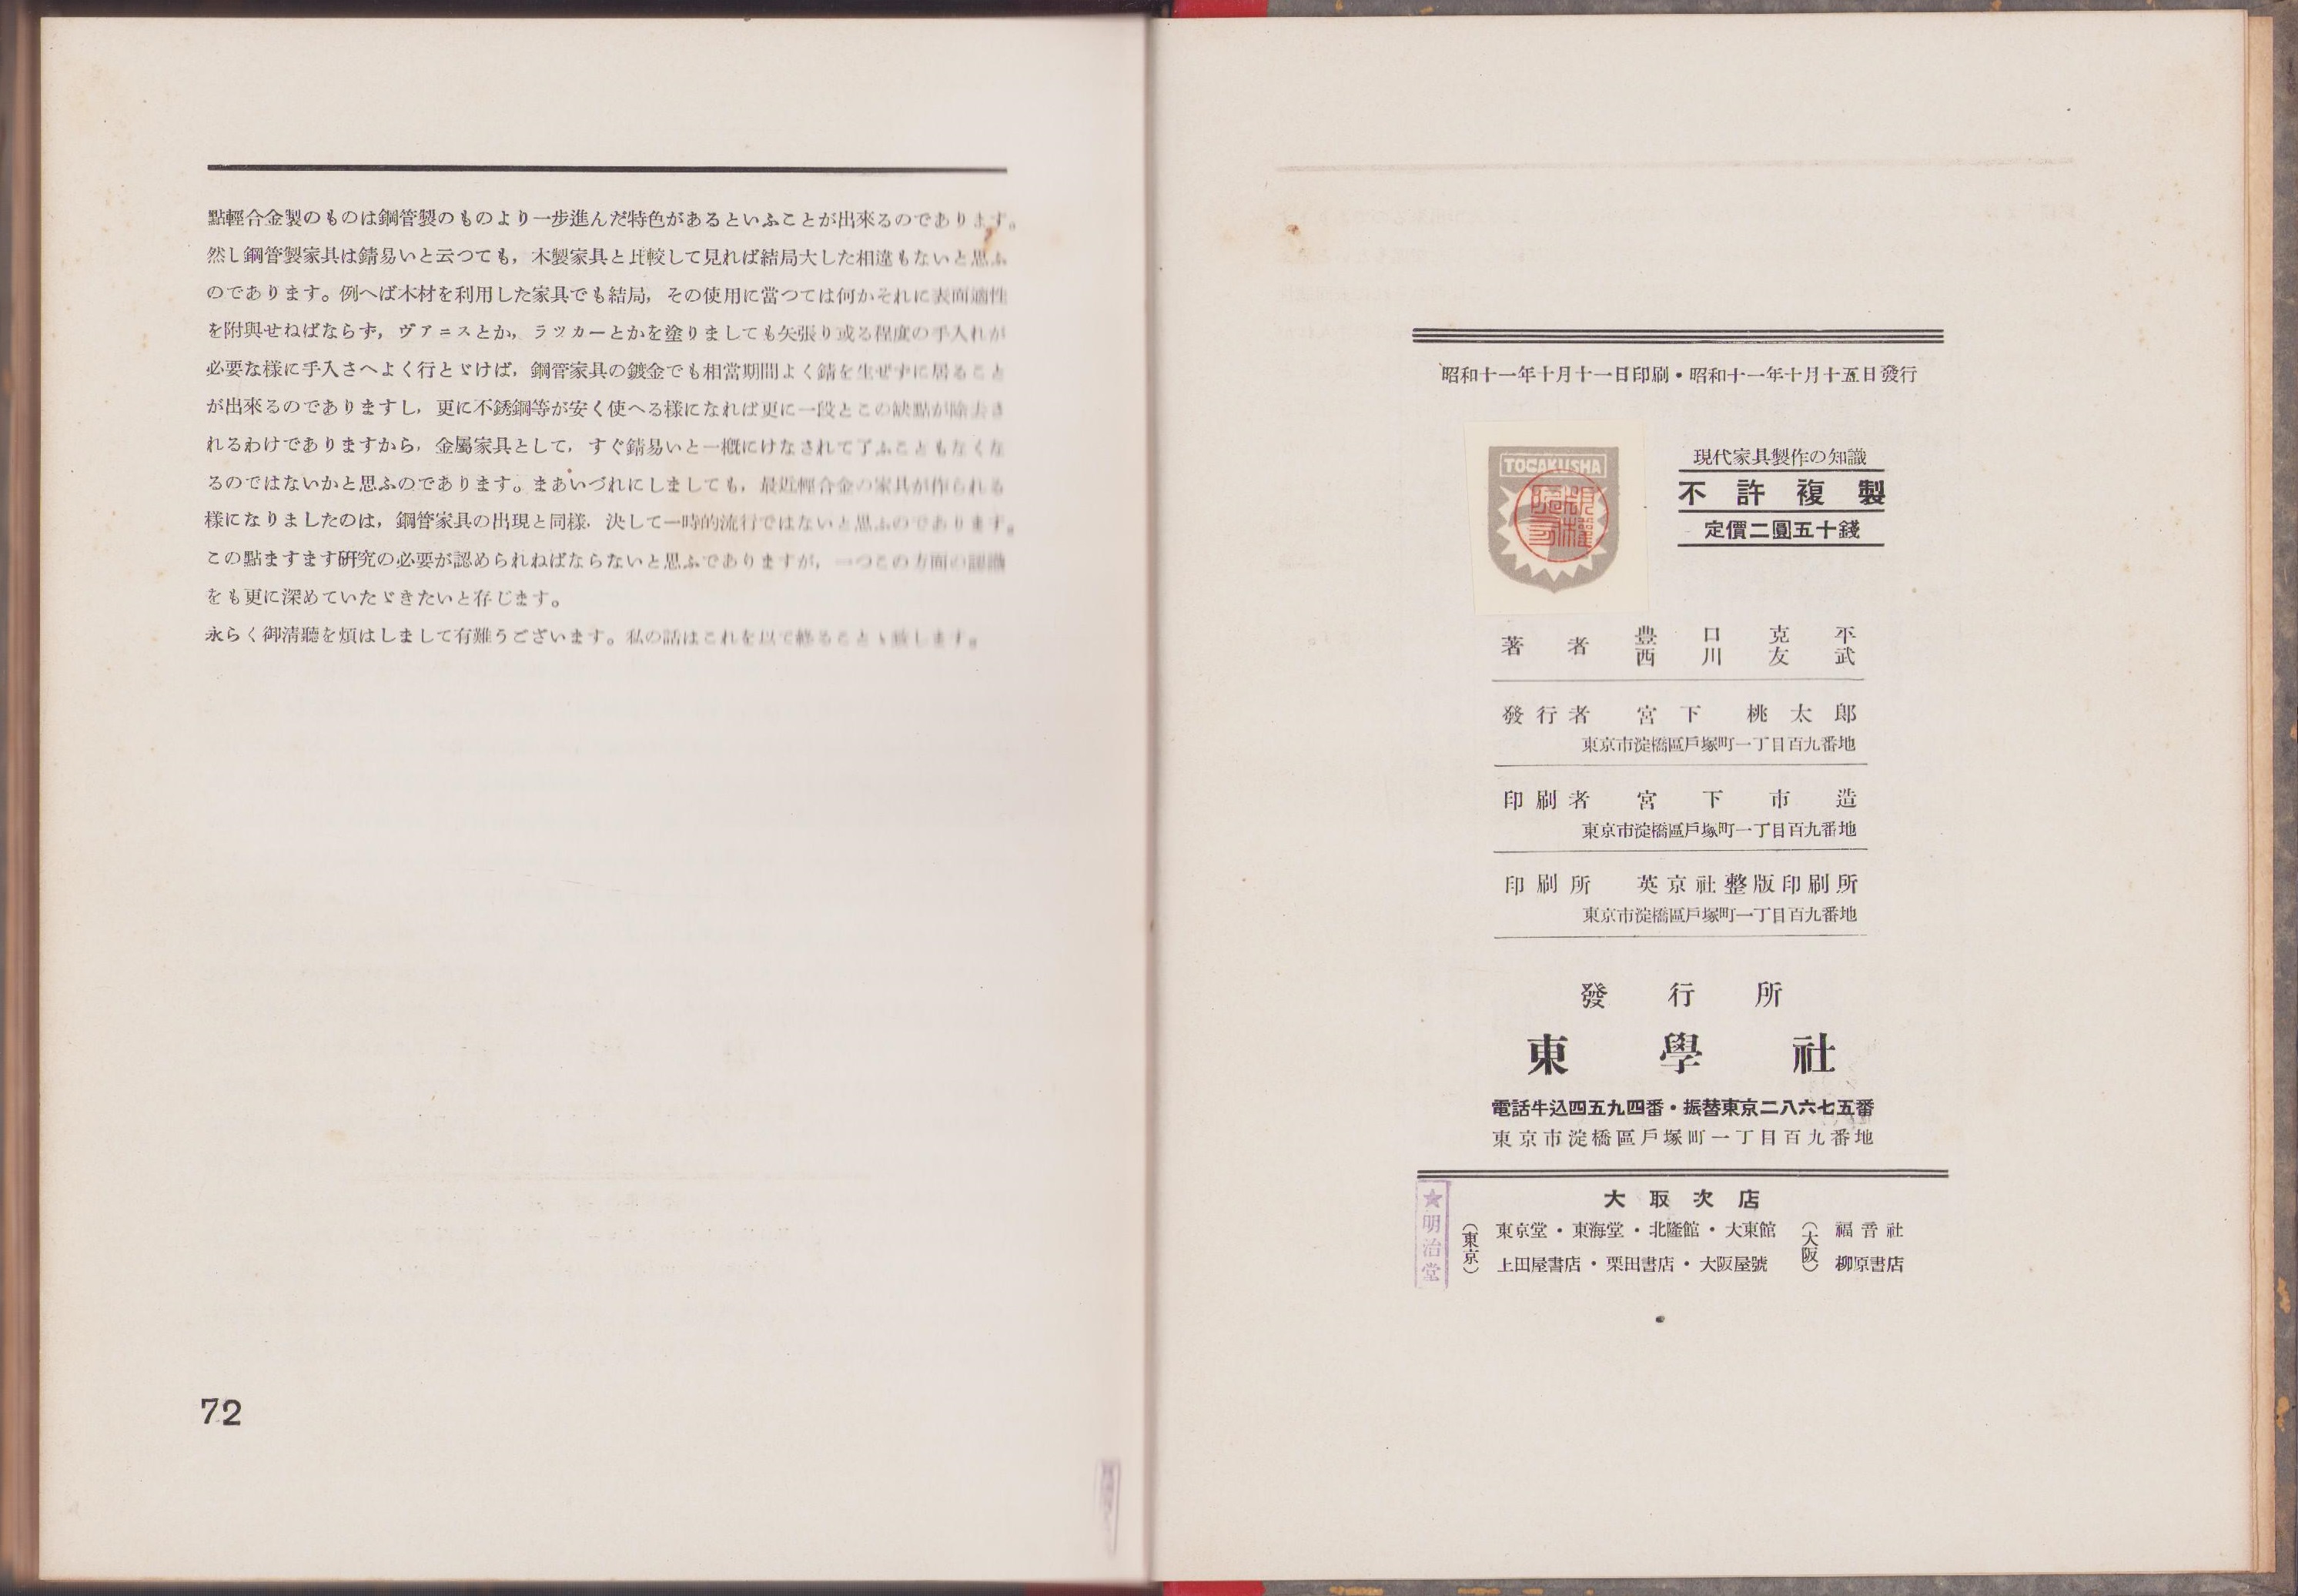 點輕合金製のものは鋼管製のものより一步進んだ特色があるといふことが出來るのであります。
然し鋼管製家具は錆易いと云つても，木製家具と比較して見れば結局大した相違もないと思ふ
のであります。例へば木材を利用した家具でも結局，その使用に當つては何かそれに表面適性
を附與せねばならず，ヴアニスとか，ラツカーとかを塗りましても矢張り或る程度の手入れが
必要な樣に手入さへよく行とゞけば，鋼管家具の鍍金でも相當期間よく錆を生ぜずに居ること
が出來るのでありますし，更に不銹鋼等が安く使へる樣になれば更に一段とこの缺點が除去さ
れるわけでありますから，金屬家具として，すぐ錆易いと一槪にけなされて了ふこともなくな
るのではないかと思ふのであります。まあいづれにしましても，最近輕合金の家具が作られる
樣になりましたのは，鋼管家具の出現と同樣，決して一時的流行ではないと思ふのであります。
この點ますます研究の必要が認められねばならないと思ふでありますが，一つこの方面の認識
をも更に深めていたゞきたいと存じます。
永らく御清聽を煩はしまして有難うございます。私の話はこれを以て終ることゝ致します。
72
昭和十一年十月十一日印刷・昭和十一年十月十五日發行
TOGAKUSHA
現代家具製作の知識
不許複製
定價二圓五十錢
著者 豊口克平
西川友武
發行者 宮下桃太郎
東京市淀橋區戶塚町一丁目百九番地
印刷者 宮下市造
東京市淀橋區戶塚町一丁目百九番地
印刷所 英京社整版印刷所
東京市淀橋區戶塚町一丁目百九番地
發行所
東學社
電話牛込四五九四番・振替東京二八六七五番
東京市淀橋區戶塚町一丁目百九番地
大取次店
（東京） 東京堂・東海堂・北隆館・大東館
上田屋書店・栗田書店・大阪屋號
（大阪） 福音社
柳原書店
★明治堂